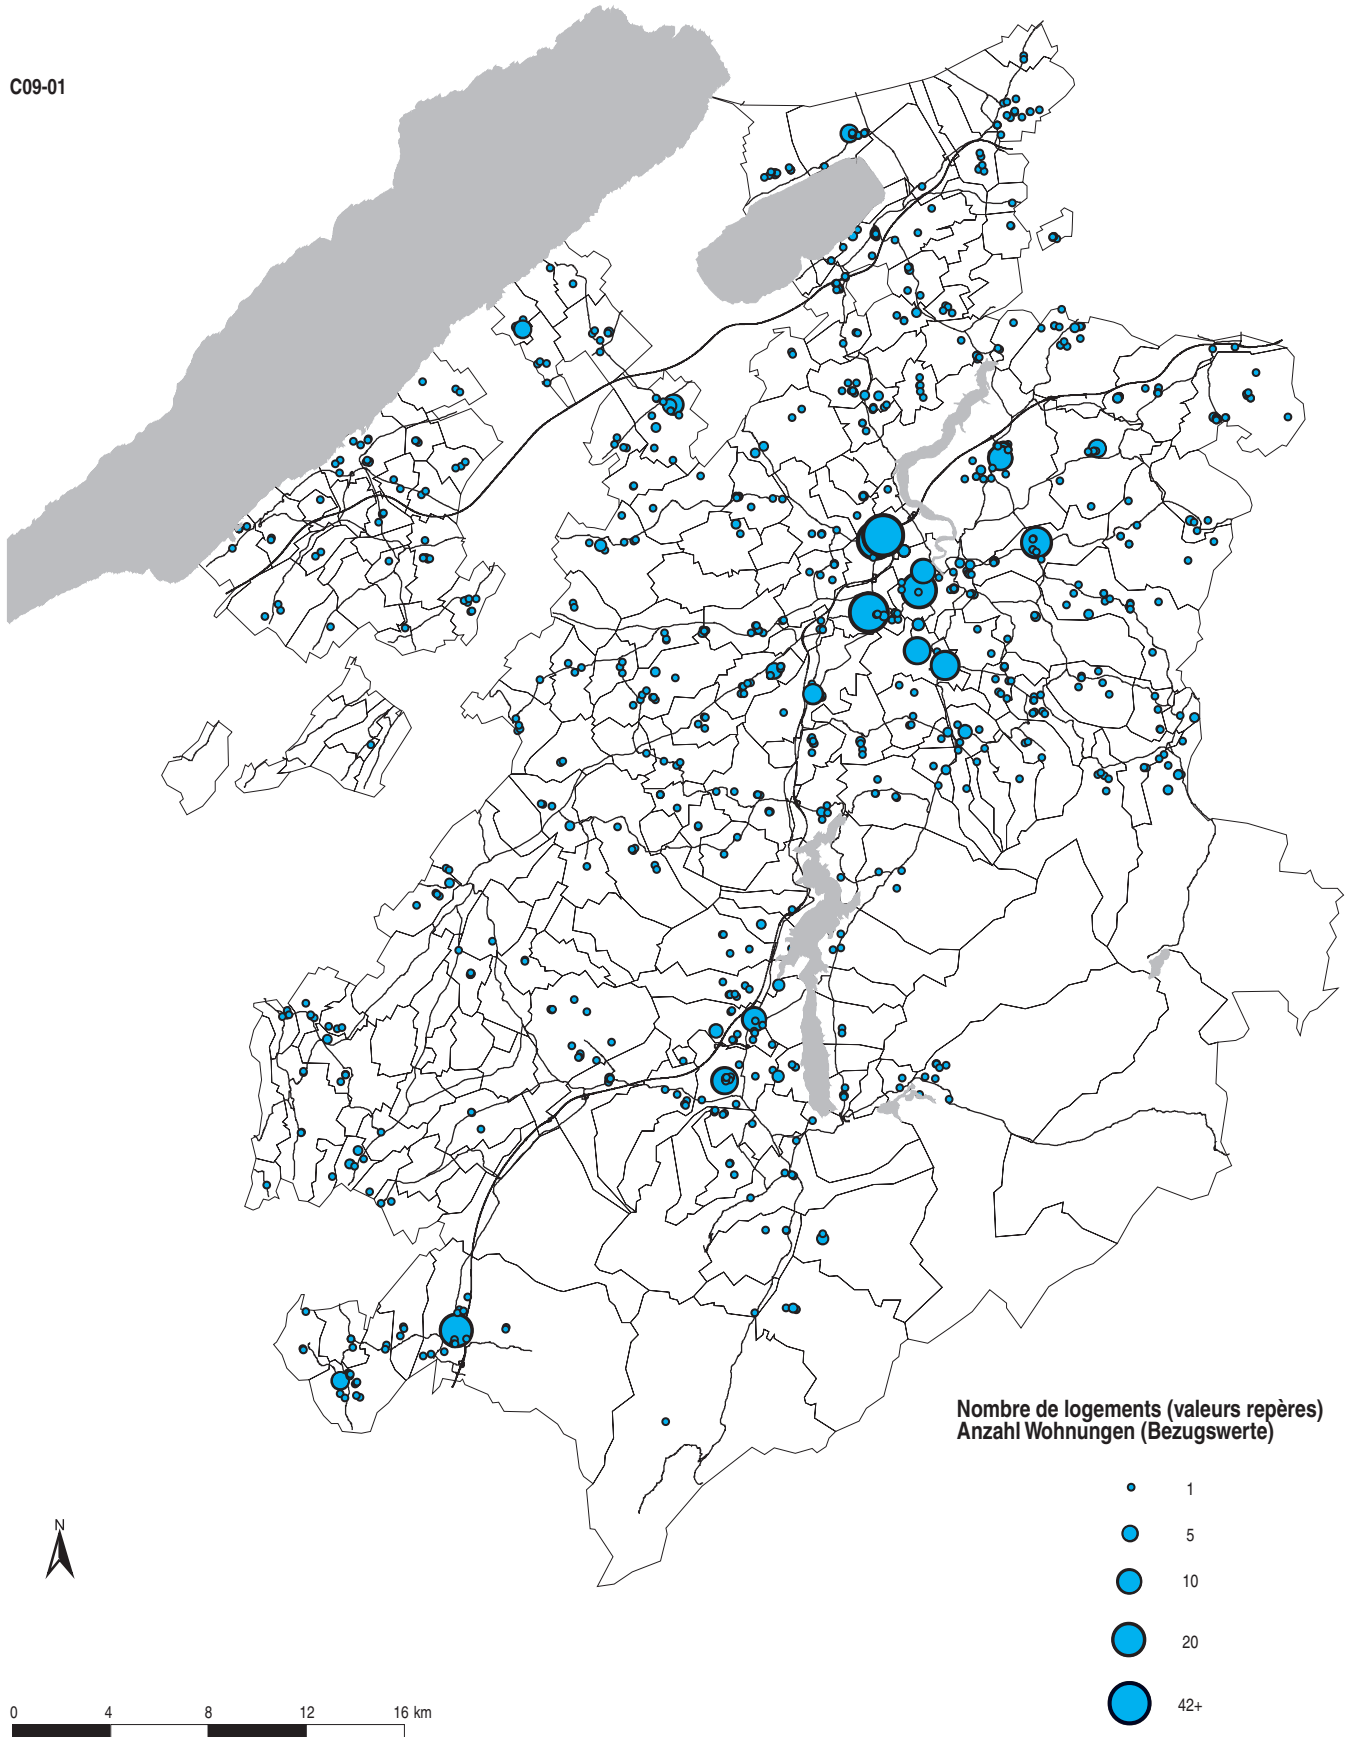 C09-01
Nombre de logements (valeurs repères)
Anzahl Wohnungen (Bezugswerte)
1
5
10
20
42+
N
0 4 8 12 16 km